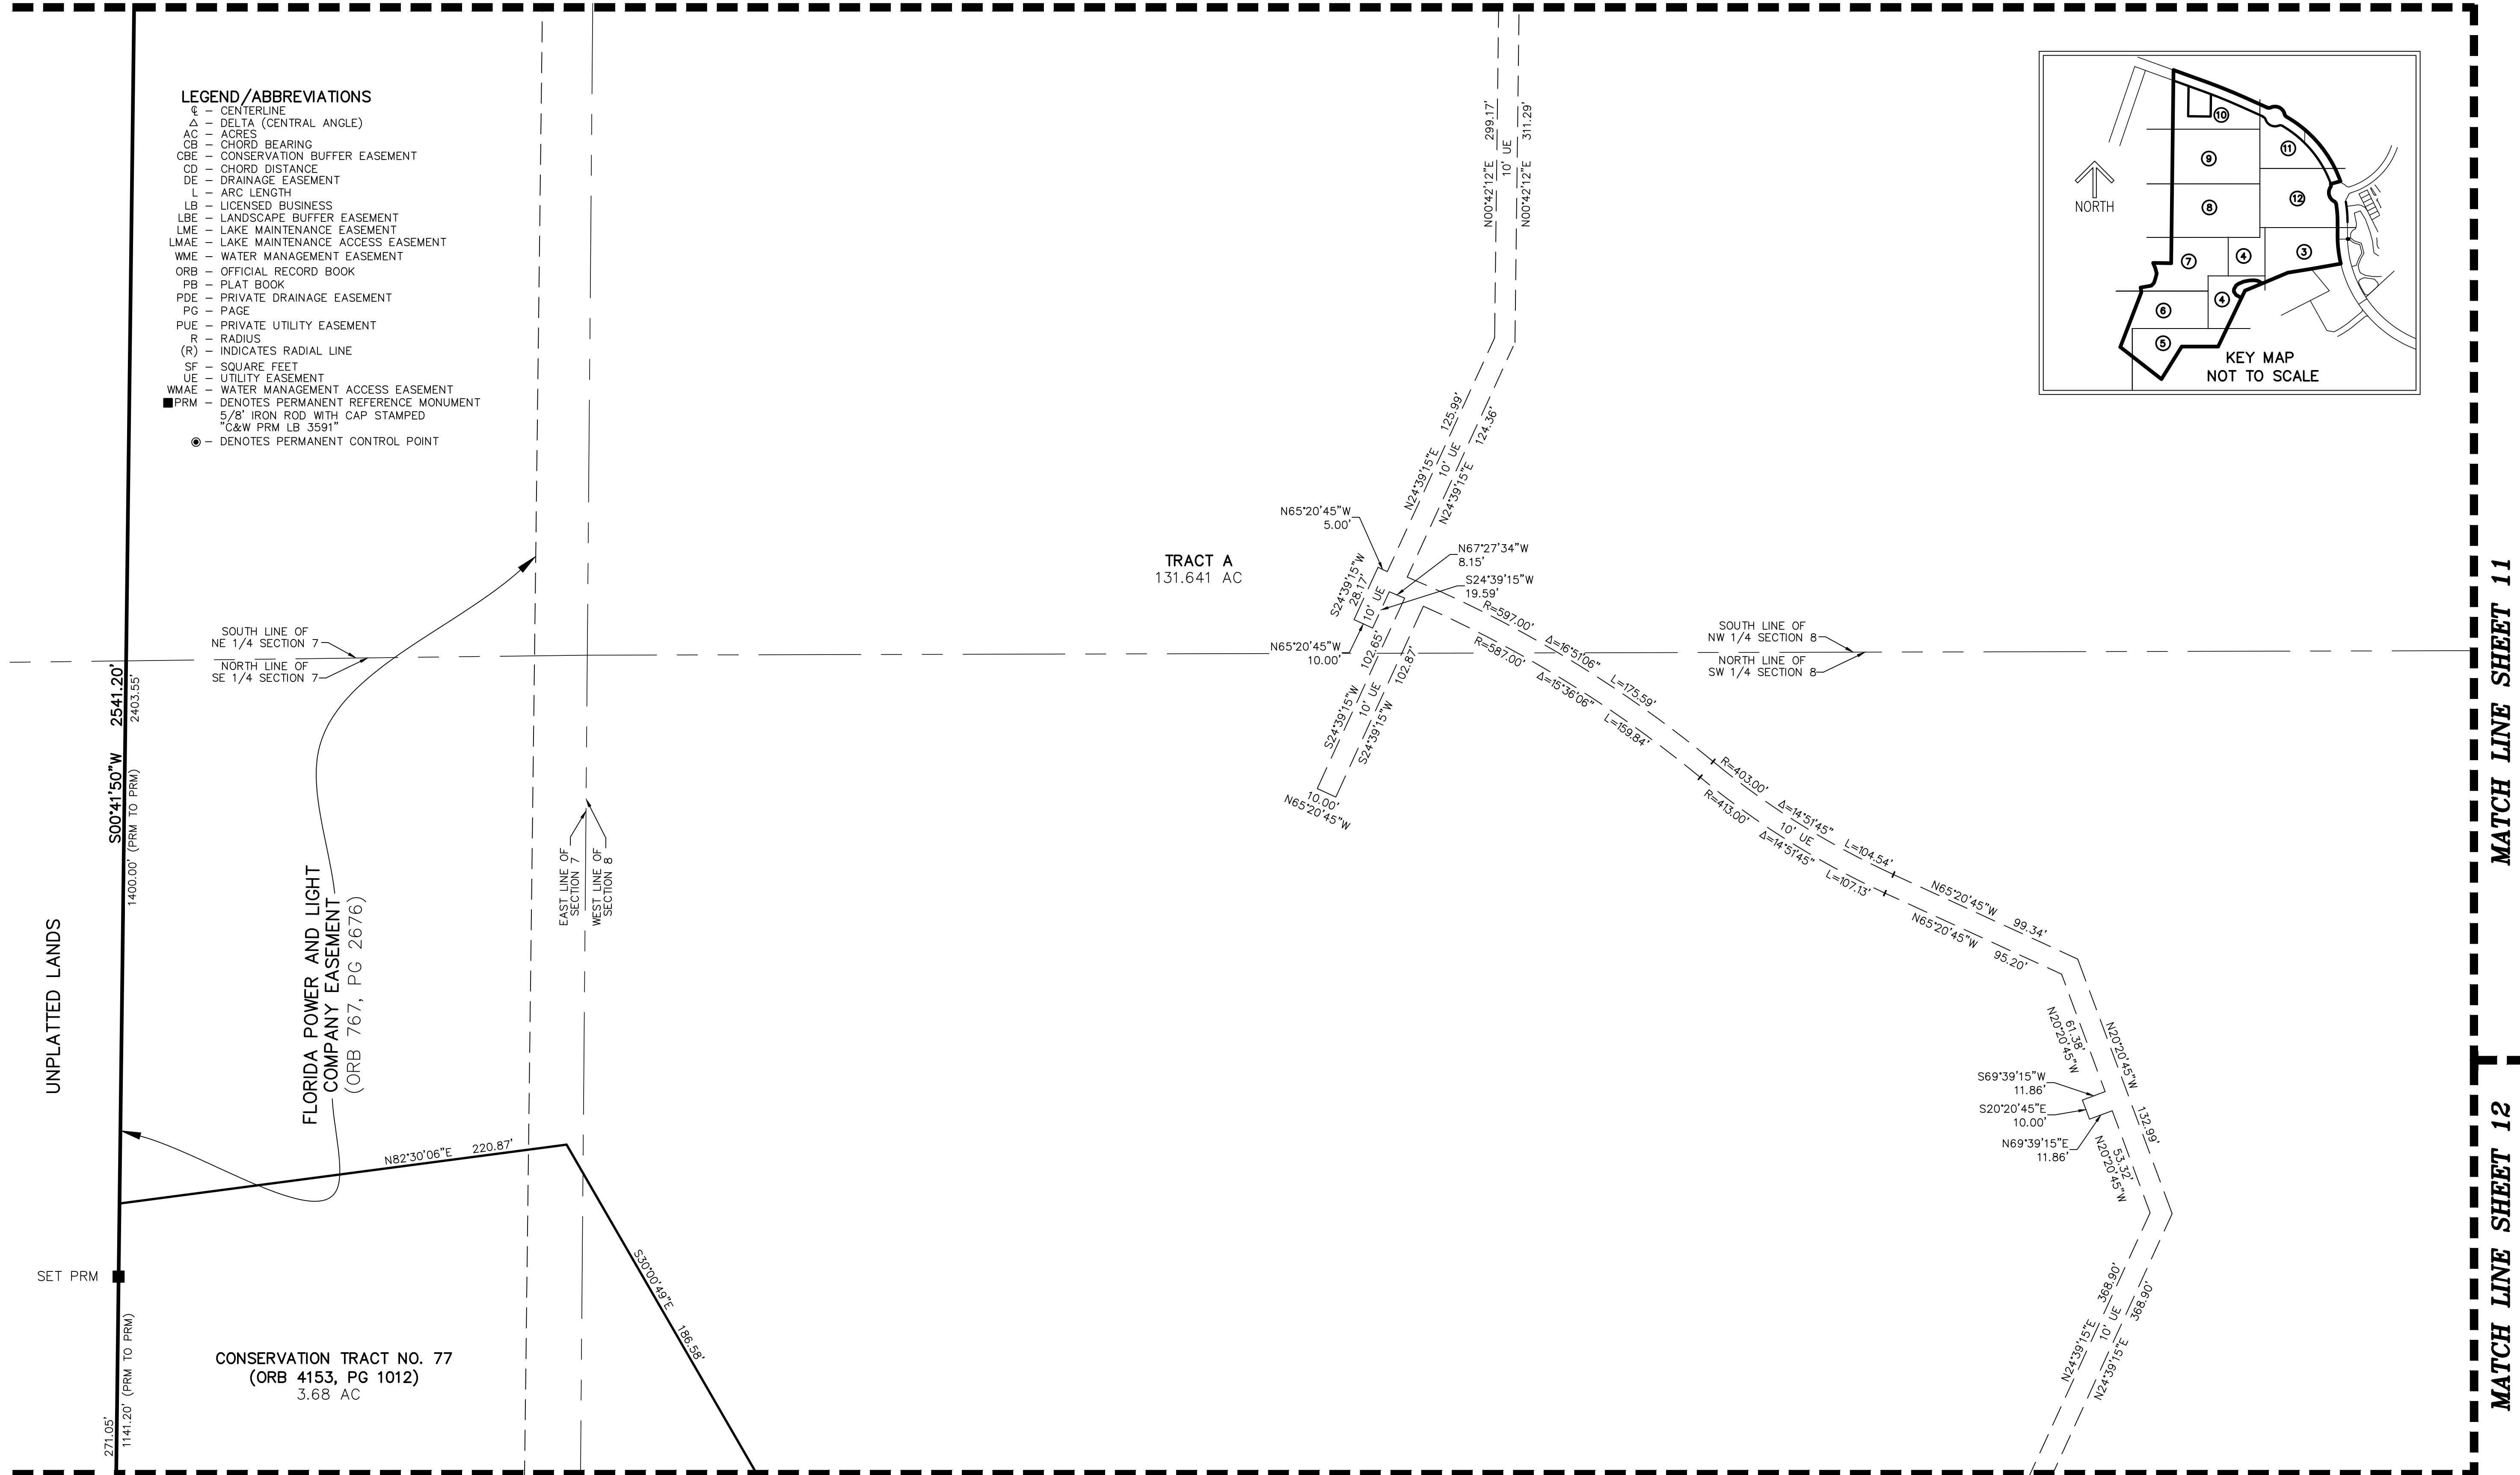 LEGEND/ABBREVIATIONS
℄ – CENTERLINE
Δ – DELTA (CENTRAL ANGLE)
AC – ACRES
CB – CHORD BEARING
CBE – CONSERVATION BUFFER EASEMENT
CD – CHORD DISTANCE
DE – DRAINAGE EASEMENT
L – ARC LENGTH
LB – LICENSED BUSINESS
LBE – LANDSCAPE BUFFER EASEMENT
LME – LAKE MAINTENANCE EASEMENT
LMAE – LAKE MAINTENANCE ACCESS EASEMENT
WME – WATER MANAGEMENT EASEMENT
ORB – OFFICIAL RECORD BOOK
PB – PLAT BOOK
PDE – PRIVATE DRAINAGE EASEMENT
PG – PAGE
PUE – PRIVATE UTILITY EASEMENT
R – RADIUS
(R) – INDICATES RADIAL LINE
SF – SQUARE FEET
UE – UTILITY EASEMENT
WMAE – WATER MANAGEMENT ACCESS EASEMENT
■PRM – DENOTES PERMANENT REFERENCE MONUMENT
5/8' IRON ROD WITH CAP STAMPED
"C&W PRM LB 3591"
◉ – DENOTES PERMANENT CONTROL POINT
N00°42'12"E 299.17'
10' UE
N00°42'12"E 311.29'
10
11
9
12
8
NORTH
7
4
3
4
6
5
KEY MAP
NOT TO SCALE
N24°39'15"E 125.99'
10' UE
N24°39'15"E 124.36'
N65°20'45"W
5.00'
TRACT A
131.641 AC
S24°39'15"W
28.17'
10' UE
N67°27'34"W
8.15'
S24°39'15"W
19.59'
N65°20'45"W
10.00'
SOUTH LINE OF
NE 1/4 SECTION 7
NORTH LINE OF
SE 1/4 SECTION 7
SOUTH LINE OF
NW 1/4 SECTION 8
NORTH LINE OF
SW 1/4 SECTION 8
R=597.00' Δ=16°51'06" L=175.59'
R=587.00' Δ=15°36'06" L=159.84'
S24°39'15"W 102.65'
10' UE
S24°39'15"W 102.87'
10.00'
N65°20'45"W
R=403.00' Δ=14°51'45" L=104.54'
10' UE
R=413.00' Δ=14°51'45" L=107.13'
N65°20'45"W 99.34'
N65°20'45"W 95.20'
61.38'
N20°20'45"W
N20°20'45"W 132.99'
S69°39'15"W
11.86'
S20°20'45"E
10.00'
N69°39'15"E
11.86'
53.32'
N20°20'45"W
N24°39'15"E 368.90'
10' UE
N24°39'15"E 368.90'
S00°41'50"W 2541.20'
2403.55'
1400.00' (PRM TO PRM)
UNPLATTED LANDS
FLORIDA POWER AND LIGHT
COMPANY EASEMENT
(ORB 767, PG 2676)
EAST LINE OF
SECTION 7
WEST LINE OF
SECTION 8
N82°30'06"E 220.87'
S30°00'49"E 186.58'
SET PRM
CONSERVATION TRACT NO. 77
(ORB 4153, PG 1012)
3.68 AC
271.05'
1141.20' (PRM TO PRM)
MATCH LINE SHEET 11
MATCH LINE SHEET 12